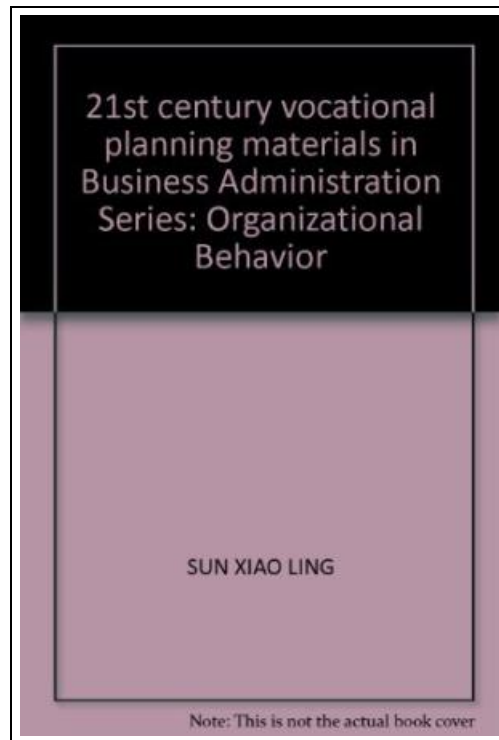 21st century vocational
planning materials in
Business Administration
Series: Organizational
Behavior
SUN XIAO LING
Note: This is not the actual book cover